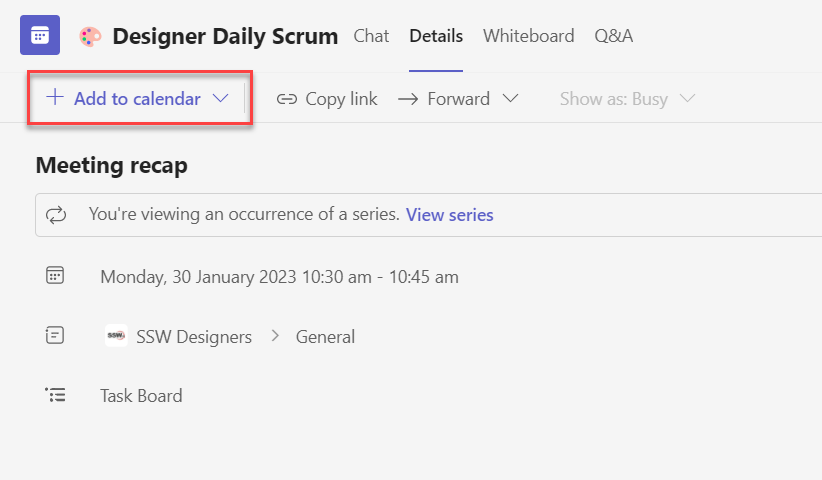 Designer Daily Scrum Chat Details Whiteboard Q&A
Add to calendar Copy link Forward Show as: Busy
Meeting recap
You're viewing an occurrence of a series. View series
Monday, 30 January 2023 10:30 am - 10:45 am
SSW SSW Designers General
Task Board